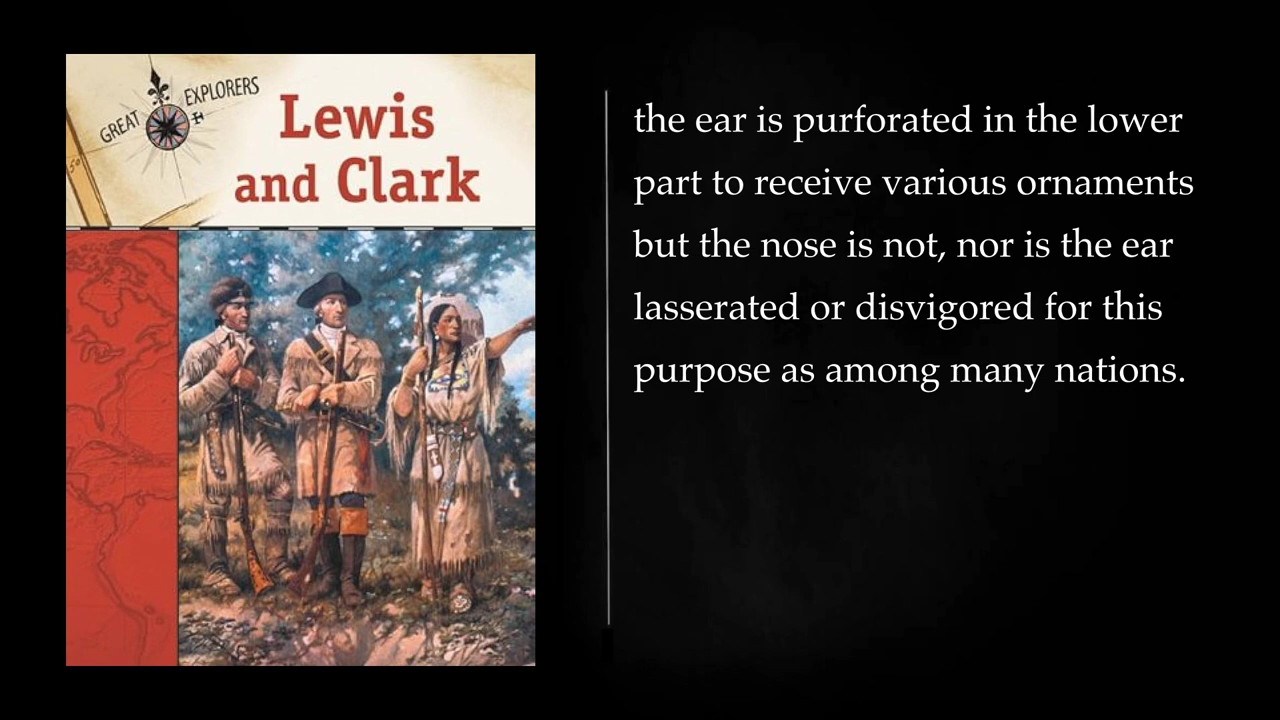 GREAT EXPLORERS
Lewis
and Clark
50
the ear is purforated in the lower
part to receive various ornaments
but the nose is not, nor is the ear
lasserated or disvigored for this
purpose as among many nations.